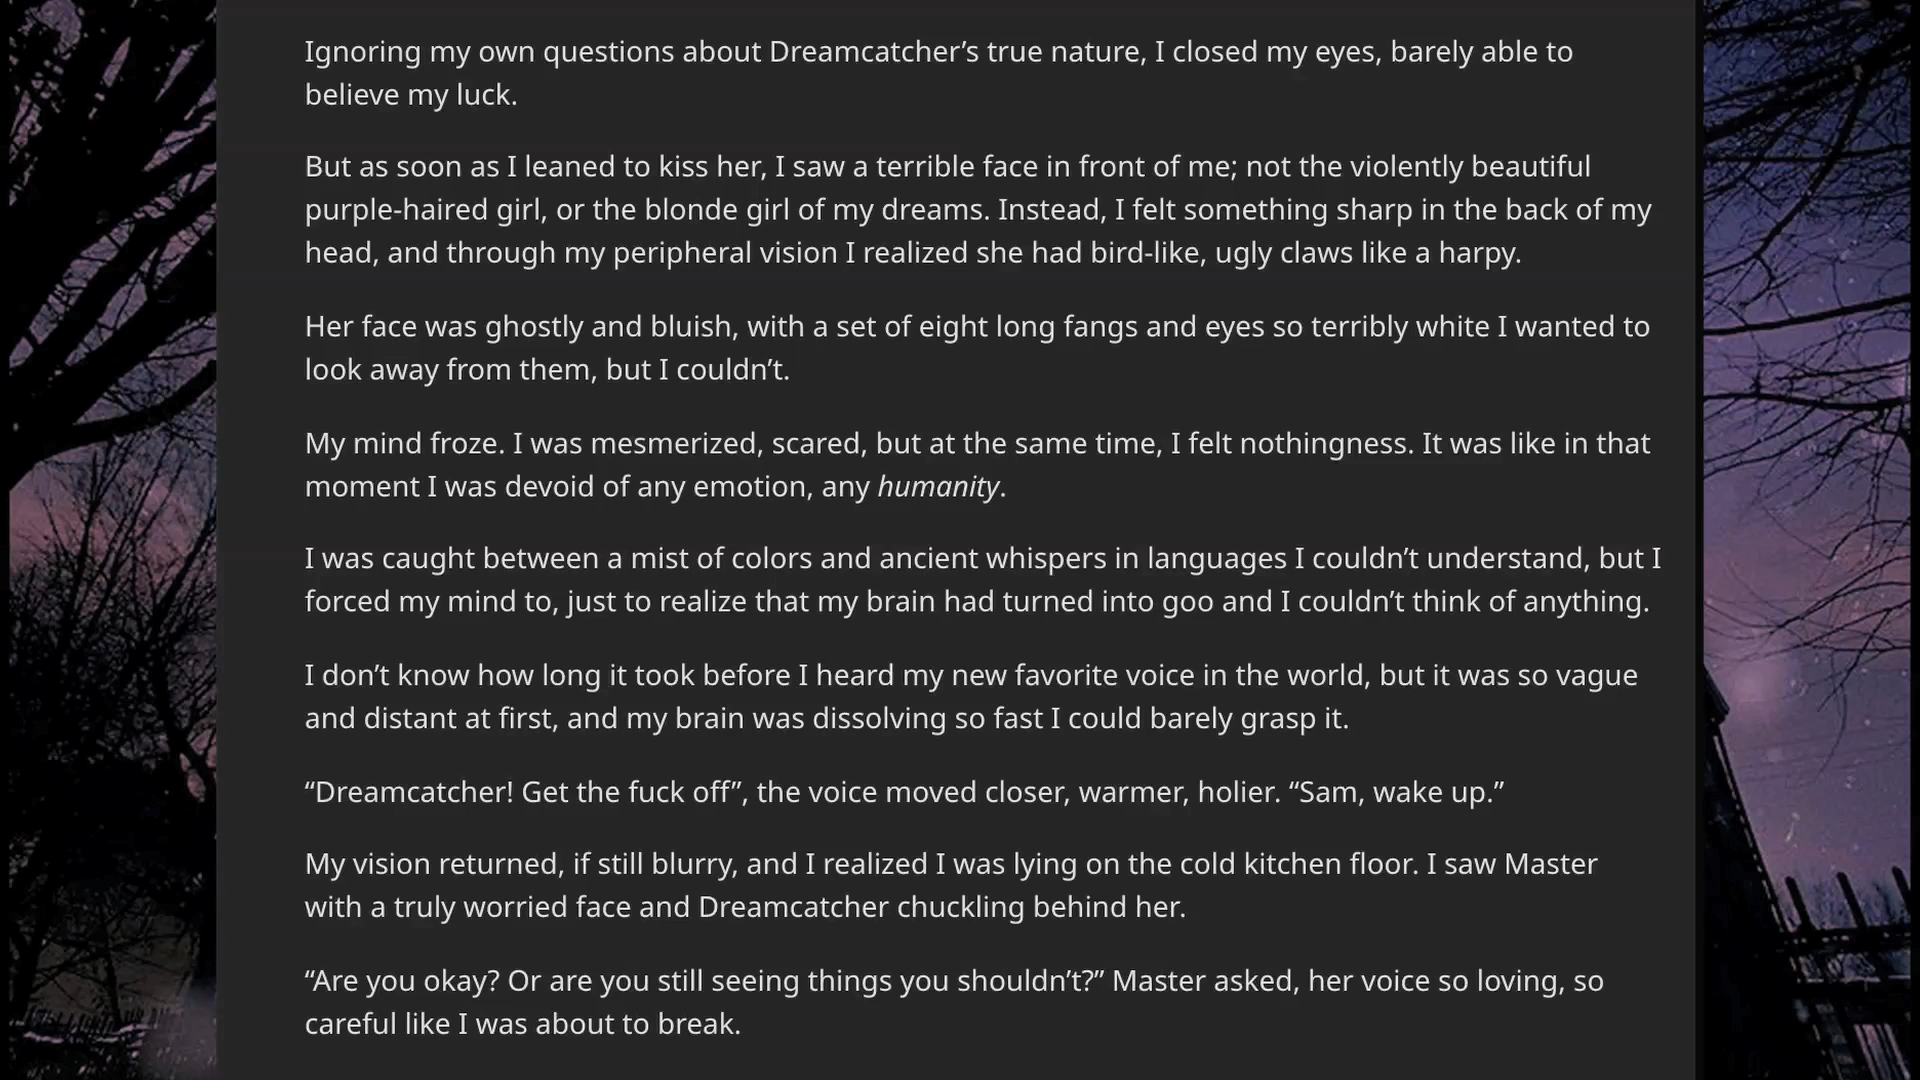 Ignoring my own questions about Dreamcatcher’s true nature, I closed my eyes, barely able to
believe my luck.
But as soon as I leaned to kiss her, I saw a terrible face in front of me; not the violently beautiful
purple-haired girl, or the blonde girl of my dreams. Instead, I felt something sharp in the back of my
head, and through my peripheral vision I realized she had bird-like, ugly claws like a harpy.
Her face was ghostly and bluish, with a set of eight long fangs and eyes so terribly white I wanted to
look away from them, but I couldn’t.
My mind froze. I was mesmerized, scared, but at the same time, I felt nothingness. It was like in that
moment I was devoid of any emotion, any humanity.
I was caught between a mist of colors and ancient whispers in languages I couldn’t understand, but I
forced my mind to, just to realize that my brain had turned into goo and I couldn’t think of anything.
I don’t know how long it took before I heard my new favorite voice in the world, but it was so vague
and distant at first, and my brain was dissolving so fast I could barely grasp it.
“Dreamcatcher! Get the fuck off”, the voice moved closer, warmer, holier. “Sam, wake up.”
My vision returned, if still blurry, and I realized I was lying on the cold kitchen floor. I saw Master
with a truly worried face and Dreamcatcher chuckling behind her.
“Are you okay? Or are you still seeing things you shouldn’t?” Master asked, her voice so loving, so
careful like I was about to break.